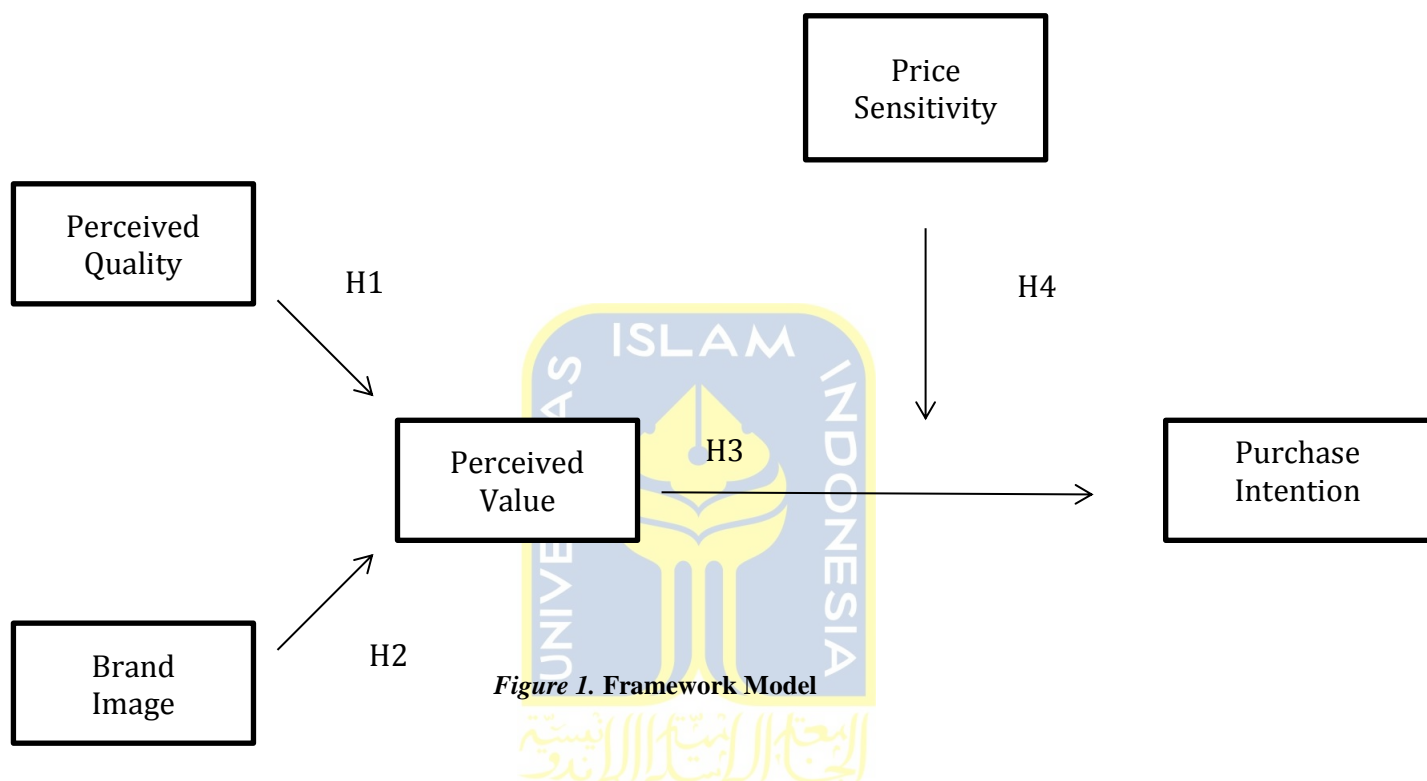 Price
Sensitivity
Perceived
Quality
H1
H4
UNIVERSITAS ISLAM INDONESIA
Perceived
Value
H3
Purchase
Intention
H2
Brand
Image
Figure 1. Framework Model